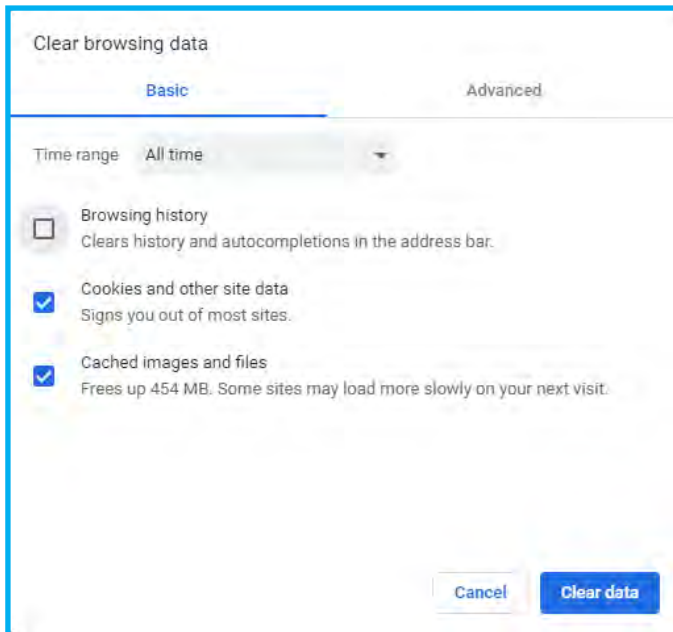 Clear browsing data
Basic
Advanced
Time range
All time
Browsing history
Clears history and autocompletions in the address bar.
Cookies and other site data
Signs you out of most sites.
Cached images and files
Frees up 454 MB. Some sites may load more slowly on your next visit.
Cancel
Clear data